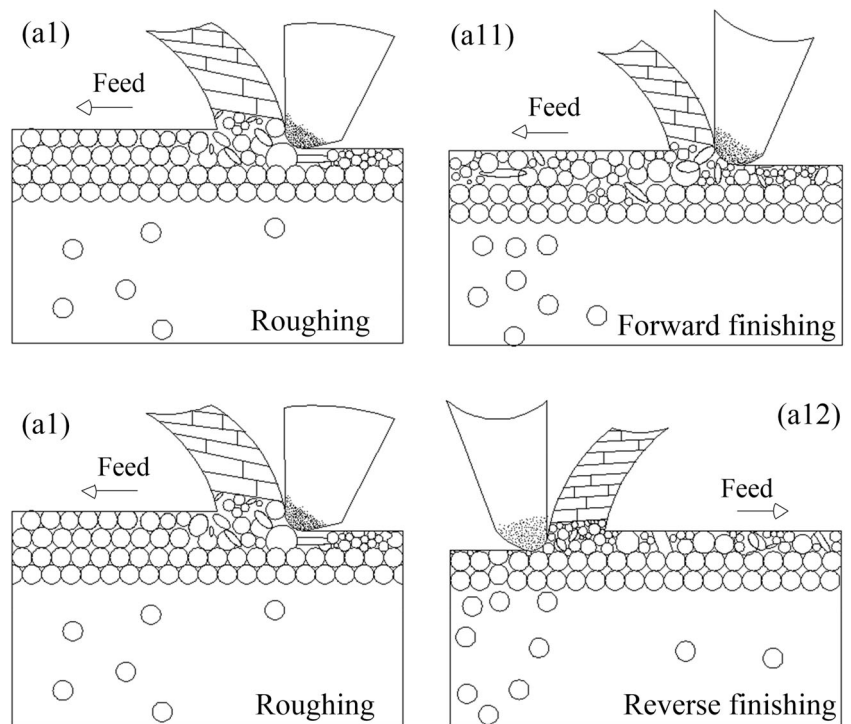 (a1)
Feed
Roughing
(a11)
Feed
Forward finishing
(a1)
Feed
Roughing
(a12)
Feed
Reverse finishing